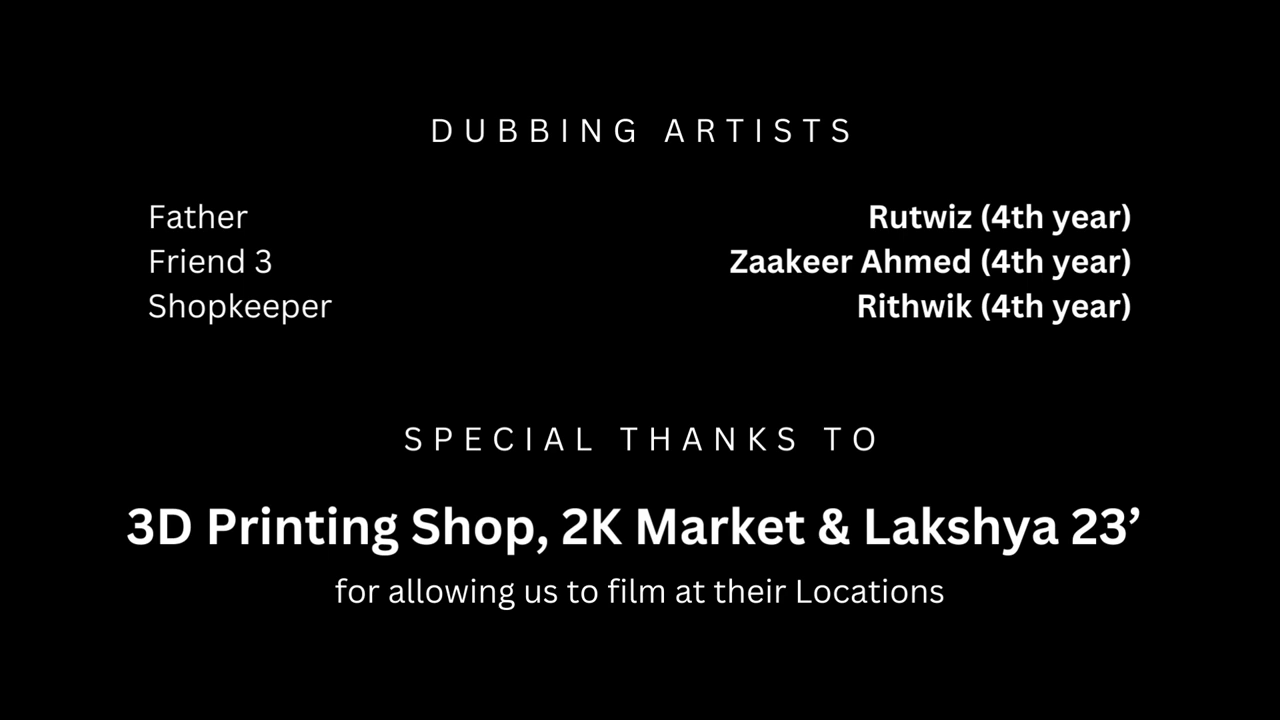 DUBBING ARTISTS
Father Rutwiz (4th year)
Friend 3 Zaakeer Ahmed (4th year)
Shopkeeper Rithwik (4th year)
SPECIAL THANKS TO
3D Printing Shop, 2K Market & Lakshya 23’
for allowing us to film at their Locations